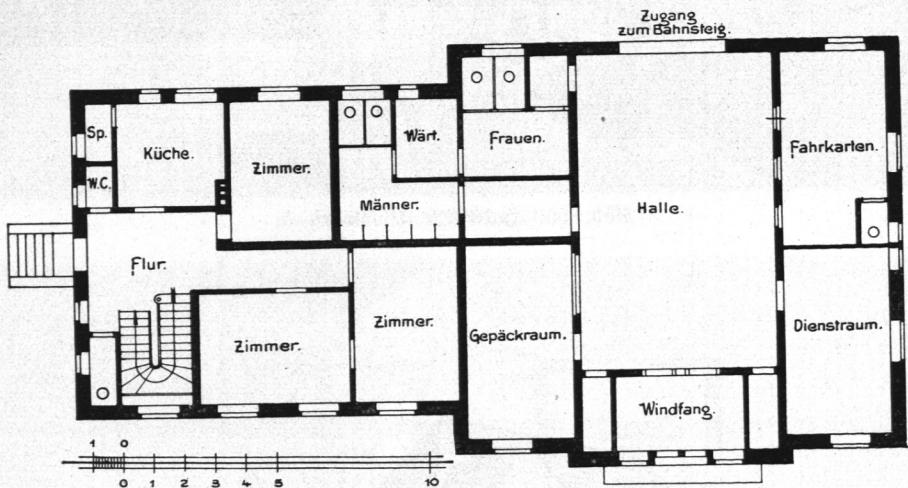 Zugang
zum Bahnsteig.
Sp.
Küche.
Zimmer.
Wärt.
Frauen.
Fahrkarten.
W.C.
Männer.
Halle.
Flur.
Zimmer.
Zimmer.
Gepäckraum.
Dienstraum.
Windfang.
1 0
0 1 2 3 4 5 10